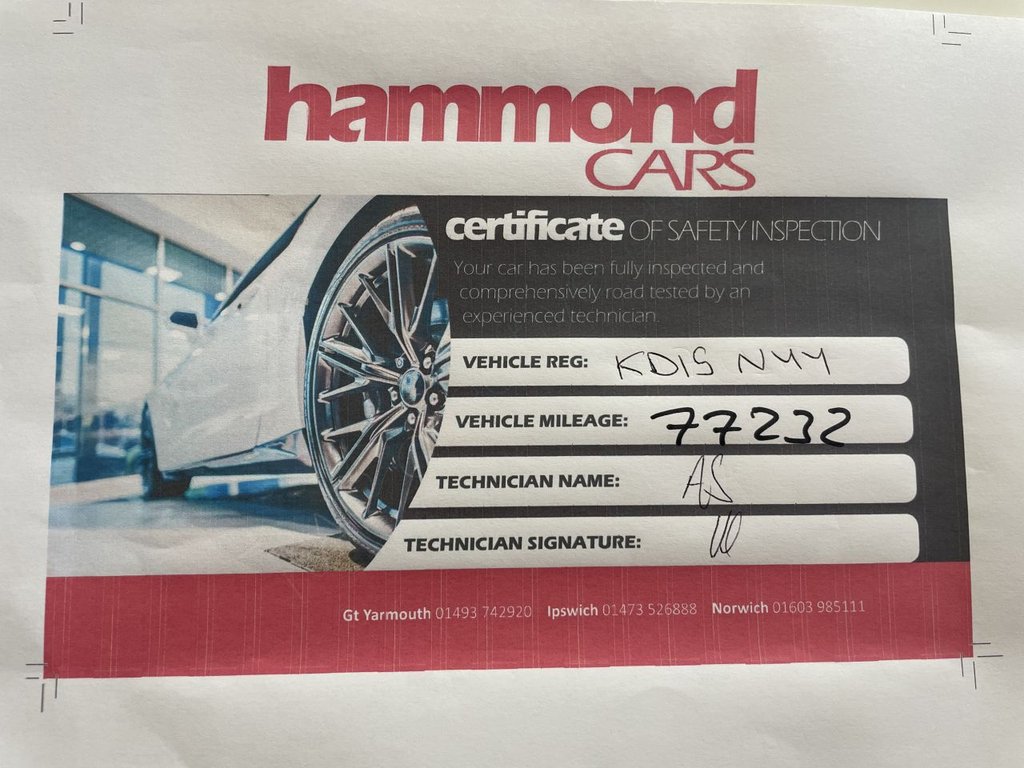 hammond
CARS
certificate OF SAFETY INSPECTION
Your car has been fully inspected and
comprehensively road tested by an
experienced technician.
VEHICLE REG: KD15 NYY
VEHICLE MILEAGE: 77232
TECHNICIAN NAME: AS
TECHNICIAN SIGNATURE:
Gt Yarmouth 01493 742920 Ipswich 01473 526888 Norwich 01603 985111